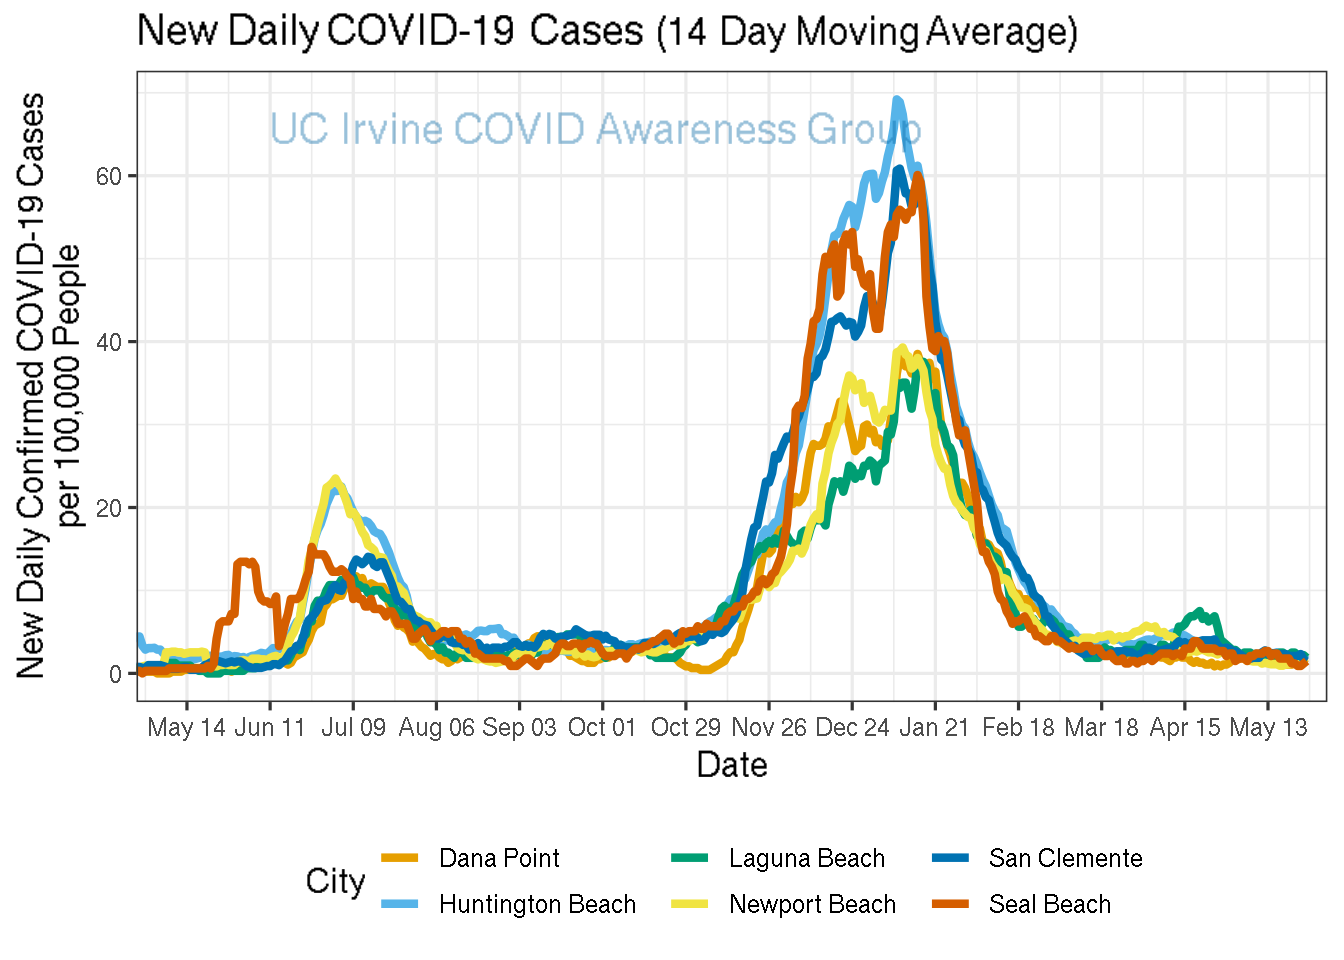 New Daily COVID-19 Cases (14 Day Moving Average)
UC Irvine COVID Awareness Group
New Daily Confirmed COVID-19 Cases
per 100,000 People
60
40
20
0
May 14 Jun 11 Jul 09 Aug 06 Sep 03 Oct 01 Oct 29 Nov 26 Dec 24 Jan 21 Feb 18 Mar 18 Apr 15 May 13
Date
City
Dana Point Laguna Beach San Clemente
Huntington Beach Newport Beach Seal Beach